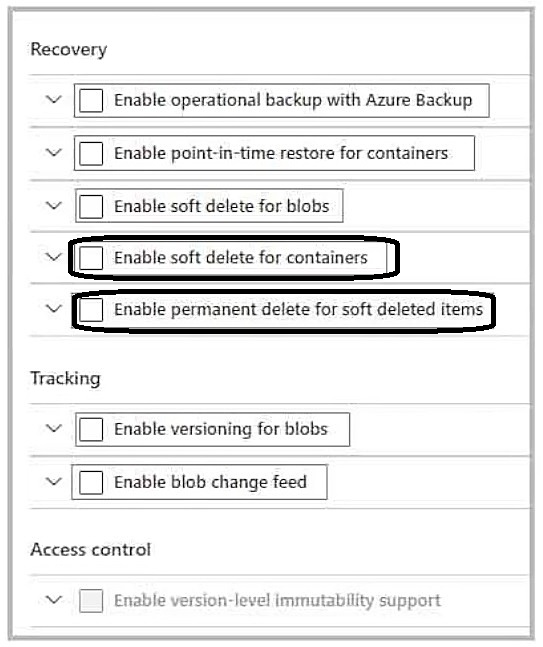 Recovery
Enable operational backup with Azure Backup
Enable point-in-time restore for containers
Enable soft delete for blobs
Enable soft delete for containers
Enable permanent delete for soft deleted items
Tracking
Enable versioning for blobs
Enable blob change feed
Access control
Enable version-level immutability support